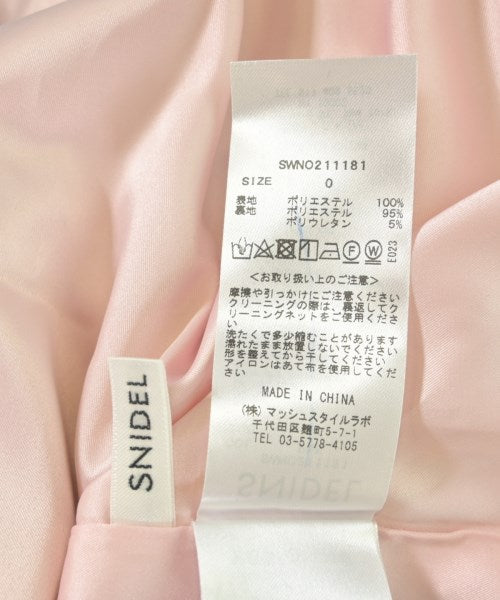 SWNO211181
SIZE 0
表地 ポリエステル 100%
裏地 ポリエステル 95%
ポリウレタン 5%
E023
<お取り扱い上のご注意>
摩擦や引っかけにご注意ください
クリーニングの際は、裏返してク
リーニングネットをご使用くださ
い
洗たくで多少縮むことがあります
濡れたまま放置しないでください
形を整えてから干してください
アイロンはあて布を使用してくだ
さい
MADE IN CHINA
(株)マッシュスタイルラボ
千代田区麹町5-7-1
TEL 03-5778-4105
SWNO211181
SNIDEL
SNIDEL